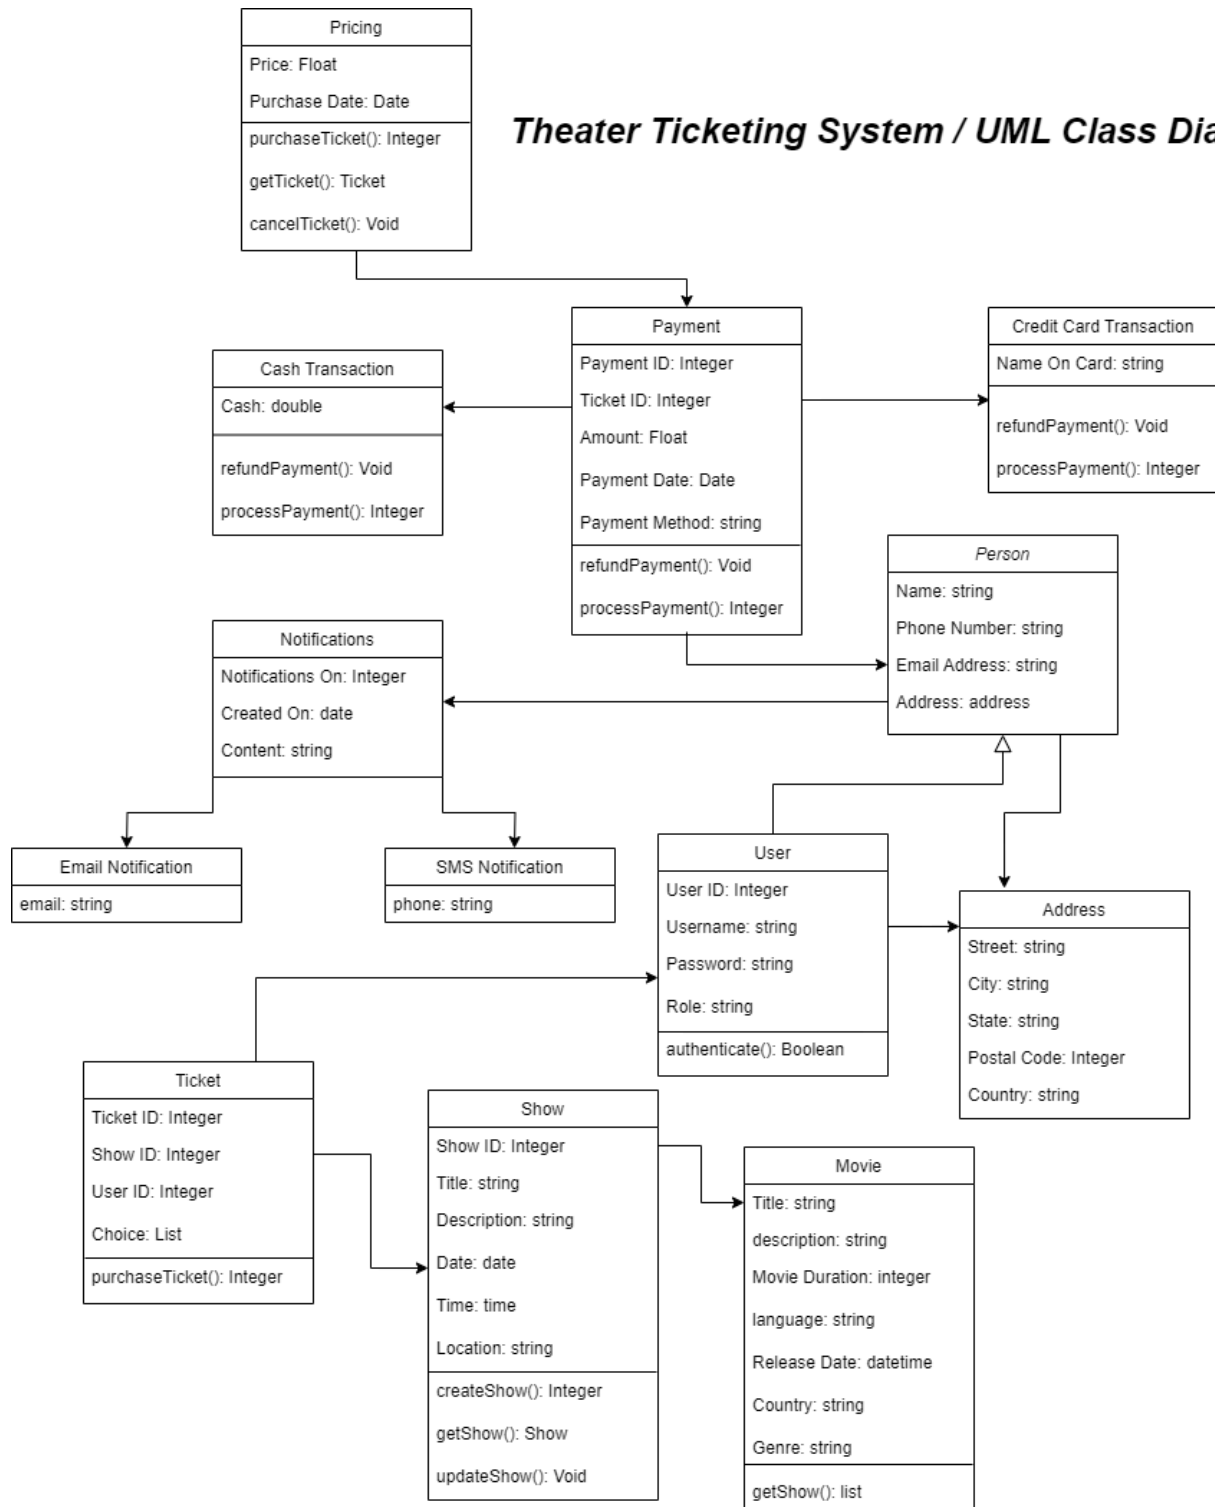 Pricing
Price: Float
Purchase Date: Date
purchaseTicket(): Integer
getTicket(): Ticket
cancelTicket(): Void
Theater Ticketing System / UML Class Dia
Payment
Payment ID: Integer
Ticket ID: Integer
Amount: Float
Payment Date: Date
Payment Method: string
refundPayment(): Void
processPayment(): Integer
Credit Card Transaction
Name On Card: string
refundPayment(): Void
processPayment(): Integer
Cash Transaction
Cash: double
refundPayment(): Void
processPayment(): Integer
Person
Name: string
Phone Number: string
Email Address: string
Address: address
Notifications
Notifications On: Integer
Created On: date
Content: string
Email Notification
email: string
SMS Notification
phone: string
User
User ID: Integer
Username: string
Password: string
Role: string
authenticate(): Boolean
Address
Street: string
City: string
State: string
Postal Code: Integer
Country: string
Ticket
Ticket ID: Integer
Show ID: Integer
User ID: Integer
Choice: List
purchaseTicket(): Integer
Show
Show ID: Integer
Title: string
Description: string
Date: date
Time: time
Location: string
createShow(): Integer
getShow(): Show
updateShow(): Void
Movie
Title: string
description: string
Movie Duration: integer
language: string
Release Date: datetime
Country: string
Genre: string
getShow(): list